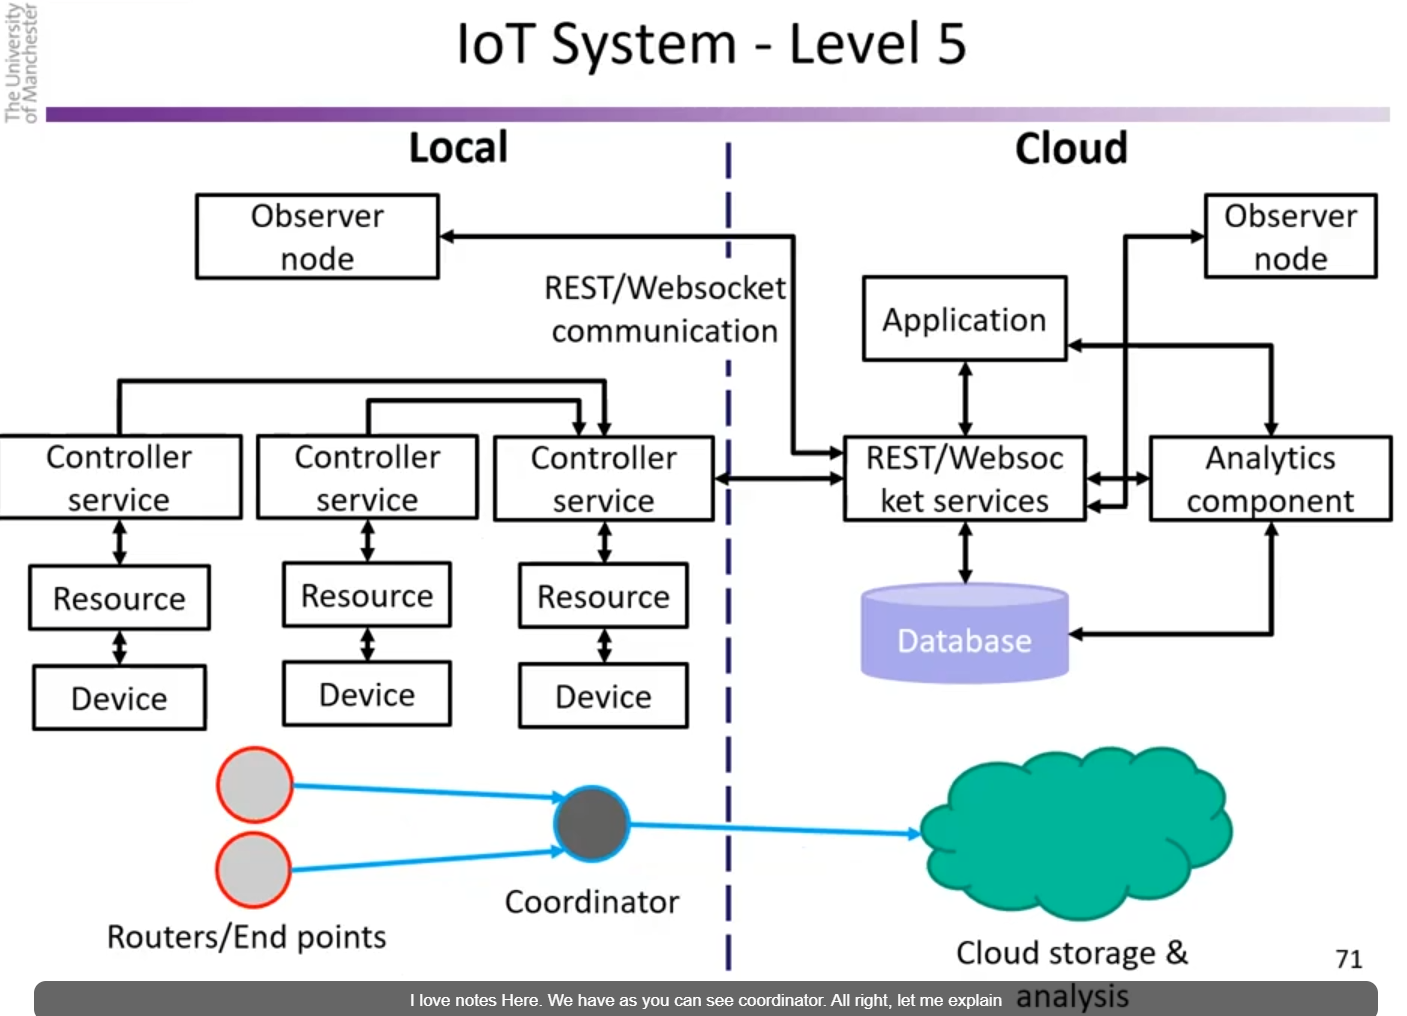 The University
of Manchester
IoT System - Level 5
Local
Cloud
Observer
node
Observer
node
REST/Websocket
communication
Application
Controller
service
Controller
service
Controller
service
REST/Websoc
ket services
Analytics
component
Resource
Resource
Resource
Database
Device
Device
Device
Coordinator
Routers/End points
Cloud storage &
analysis
71
I love notes Here. We have as you can see coordinator. All right, let me explain